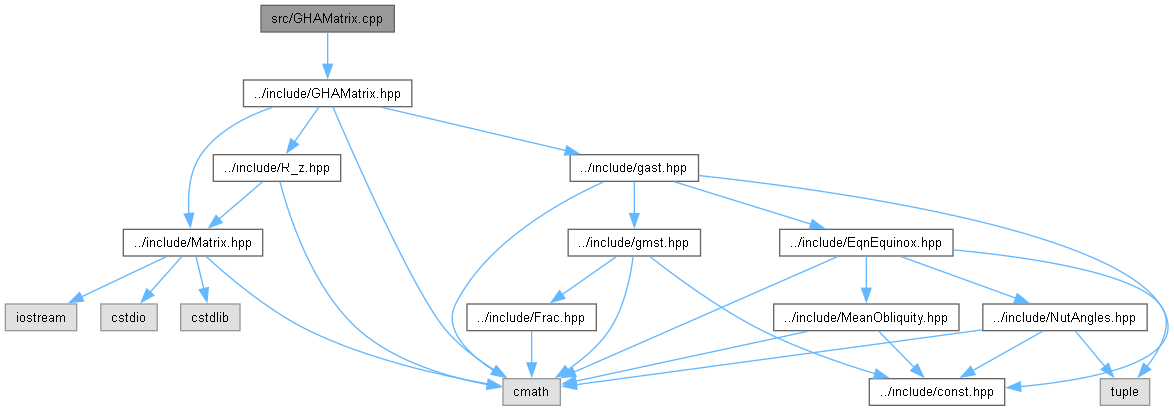 src/GHAMatrix.cpp
../include/GHAMatrix.hpp
../include/R_z.hpp
../include/gast.hpp
../include/Matrix.hpp
../include/gmst.hpp
../include/EqnEquinox.hpp
iostream
cstdio
cstdlib
../include/Frac.hpp
../include/MeanObliquity.hpp
../include/NutAngles.hpp
cmath
../include/const.hpp
tuple